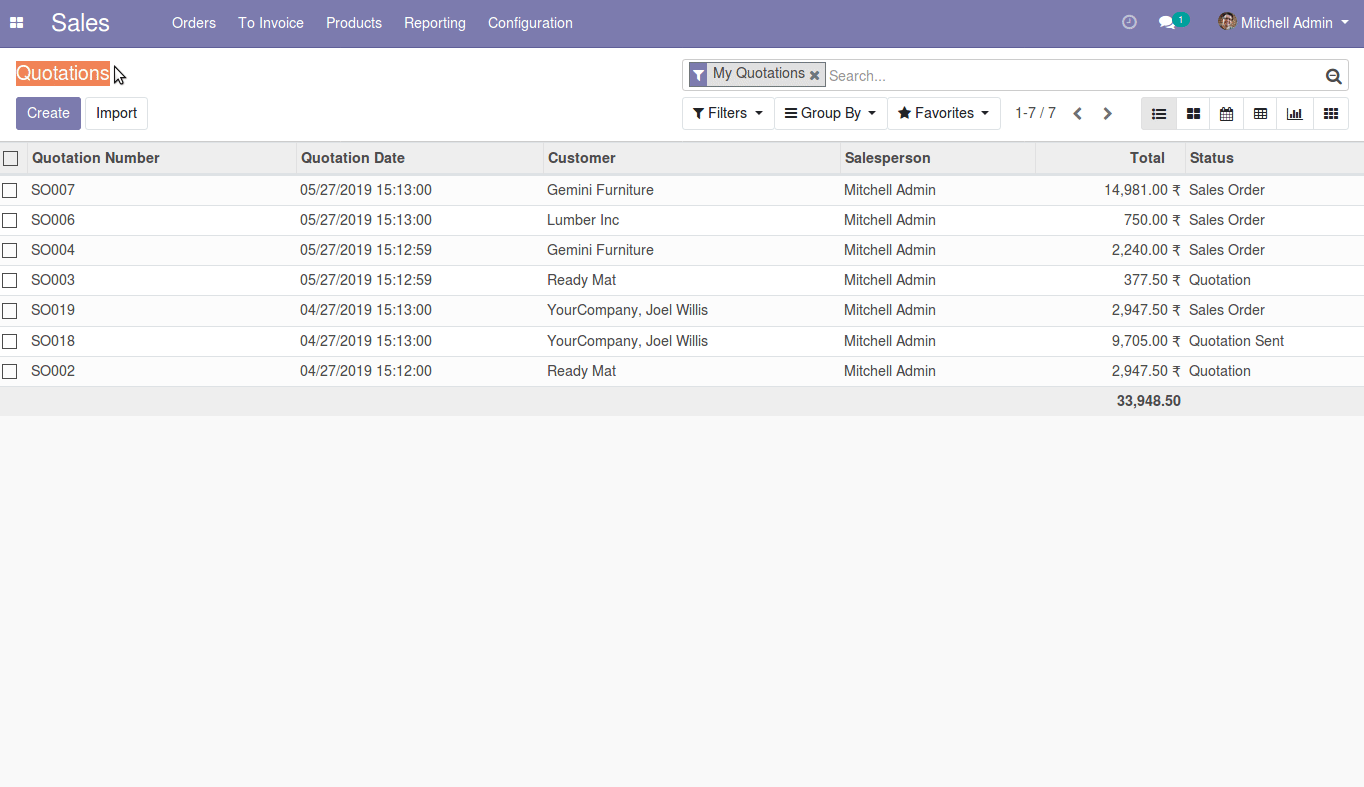 Sales Orders To Invoice Products Reporting Configuration 1 Mitchell Admin
Quotations My Quotations Search...
Create Import Filters Group By Favorites 1-7 / 7
Quotation Number Quotation Date Customer Salesperson Total Status
SO007 05/27/2019 15:13:00 Gemini Furniture Mitchell Admin 14,981.00 ₹ Sales Order
SO006 05/27/2019 15:13:00 Lumber Inc Mitchell Admin 750.00 ₹ Sales Order
SO004 05/27/2019 15:12:59 Gemini Furniture Mitchell Admin 2,240.00 ₹ Sales Order
SO003 05/27/2019 15:12:59 Ready Mat Mitchell Admin 377.50 ₹ Quotation
SO019 04/27/2019 15:13:00 YourCompany, Joel Willis Mitchell Admin 2,947.50 ₹ Sales Order
SO018 04/27/2019 15:13:00 YourCompany, Joel Willis Mitchell Admin 9,705.00 ₹ Quotation Sent
SO002 04/27/2019 15:12:00 Ready Mat Mitchell Admin 2,947.50 ₹ Quotation
33,948.50